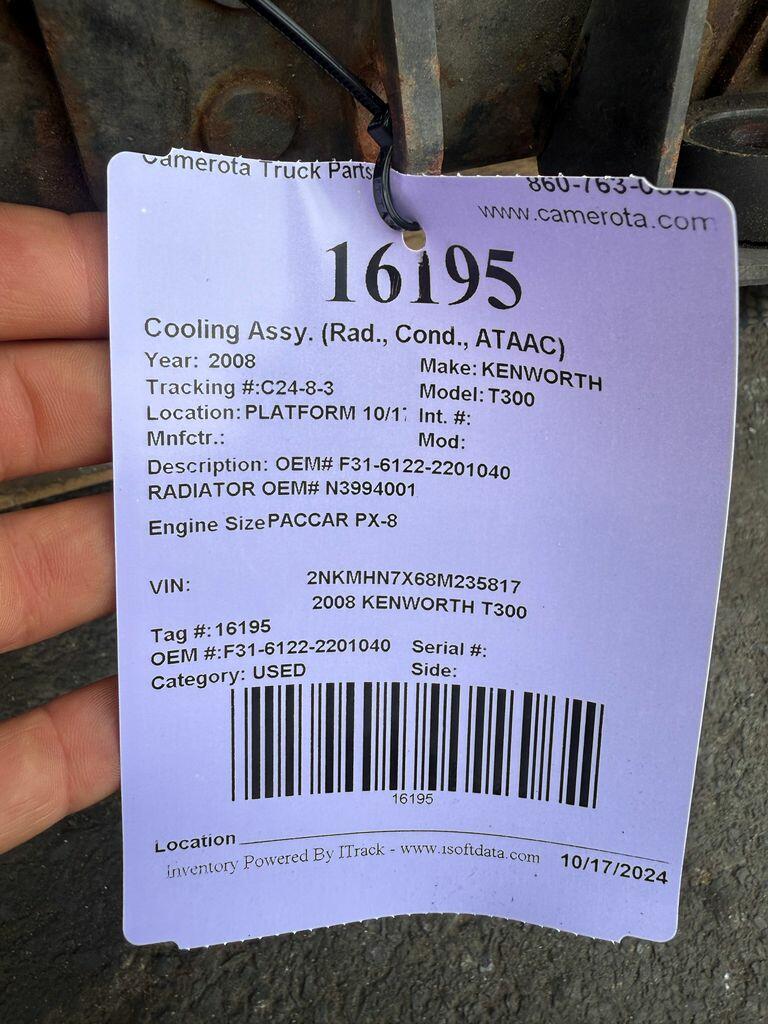 Camerota Truck Parts
www.camerota.com
16195
Cooling Assy. (Rad., Cond., ATAAC)
Year: 2008 Make: KENWORTH
Tracking #:C24-8-3 Model: T300
Location: PLATFORM 10/1 Int. #:
Mnfctr.: Mod:
Description: OEM# F31-6122-2201040
RADIATOR OEM# N3994001
Engine Size PACCAR PX-8
VIN: 2NKMHN7X68M235817
2008 KENWORTH T300
Tag #: 16195
OEM #:F31-6122-2201040 Serial #:
Category: USED Side:
16195
Location
Inventory Powered By ITrack - www.isoftdata.com 10/17/2024